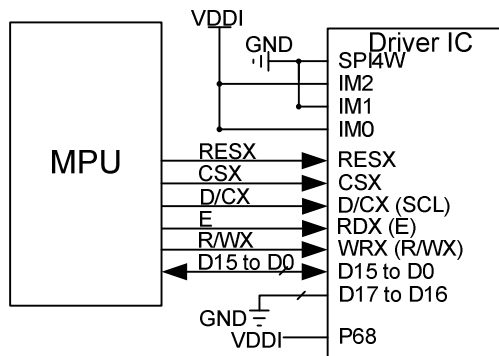 VDDI
GND
Driver IC
SPI4W
IM2
IM1
IM0
MPU
RESX
RESX
CSX
CSX
D/CX
D/CX (SCL)
E
RDX (E)
R/WX
WRX (R/WX)
D15 to D0
D15 to D0
D17 to D16
GND
VDDI
P68